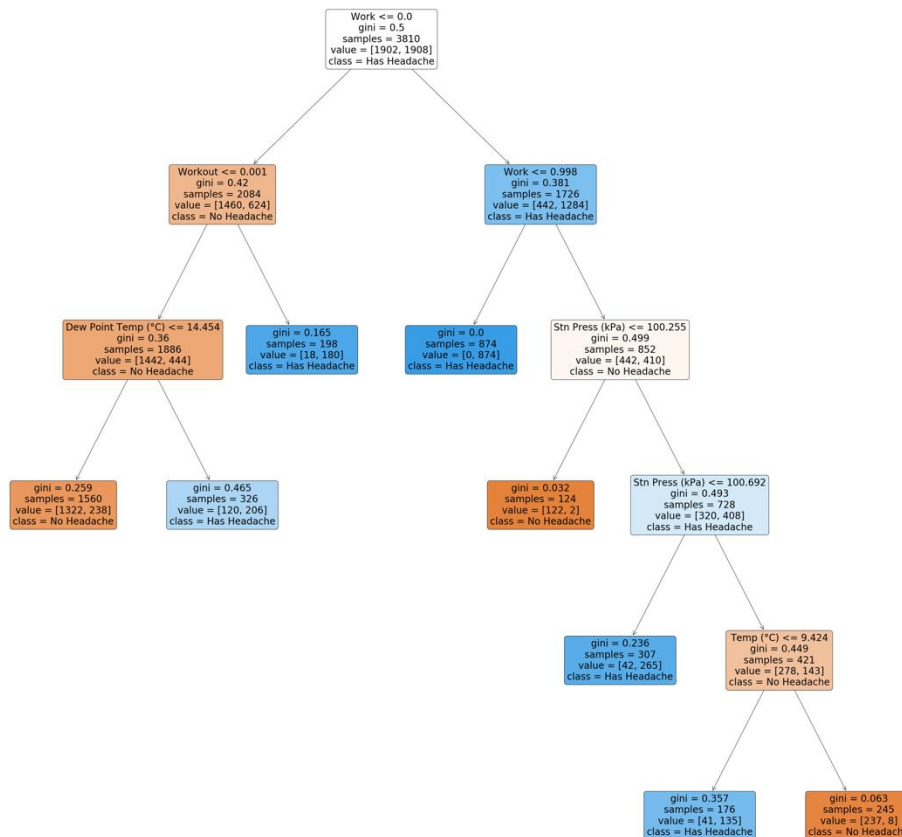 Work <= 0.0
gini = 0.5
samples = 3810
value = [1902, 1908]
class = Has Headache
Workout <= 0.001
gini = 0.42
samples = 2084
value = [1460, 624]
class = No Headache
Work <= 0.998
gini = 0.381
samples = 1726
value = [442, 1284]
class = Has Headache
Dew Point Temp (°C) <= 14.454
gini = 0.36
samples = 1886
value = [1442, 444]
class = No Headache
gini = 0.165
samples = 198
value = [18, 180]
class = Has Headache
gini = 0.0
samples = 874
value = [0, 874]
class = Has Headache
Stn Press (kPa) <= 100.255
gini = 0.499
samples = 852
value = [442, 410]
class = No Headache
gini = 0.259
samples = 1560
value = [1322, 238]
class = No Headache
gini = 0.465
samples = 326
value = [120, 206]
class = Has Headache
gini = 0.032
samples = 124
value = [122, 2]
class = No Headache
Stn Press (kPa) <= 100.692
gini = 0.493
samples = 728
value = [320, 408]
class = Has Headache
gini = 0.236
samples = 307
value = [42, 265]
class = Has Headache
Temp (°C) <= 9.424
gini = 0.449
samples = 421
value = [278, 143]
class = No Headache
gini = 0.357
samples = 176
value = [41, 135]
class = Has Headache
gini = 0.063
samples = 245
value = [237, 8]
class = No Headache